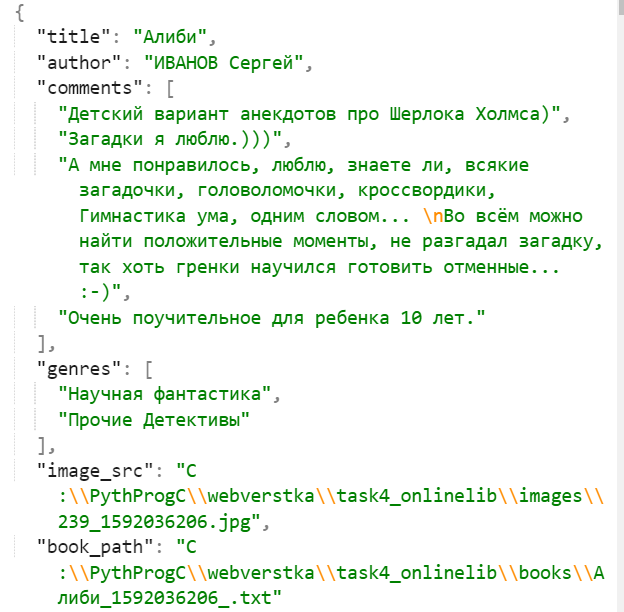 {
"title": "Алиби",
"author": "ИВАНОВ Сергей",
"comments": [
"Детский вариант анекдотов про Шерлока Холмса)",
"Загадки я люблю.)))",
"А мне понравилось, люблю, знаете ли, всякие
загадочки, головоломочки, кроссвордики,
Гимнастика ума, одним словом... \nВо всём можно
найти положительные моменты, не разгадал загадку,
так хоть гренки научился готовить отменные...
:-)",
"Очень поучительное для ребенка 10 лет."
],
"genres": [
"Научная фантастика",
"Прочие Детективы"
],
"image_src": "C
:\\PythProgC\\webverstka\\task4_onlinelib\\images\\
239_1592036206.jpg",
"book_path": "C
:\\PythProgC\\webverstka\\task4_onlinelib\\books\\А
либи_1592036206_.txt"